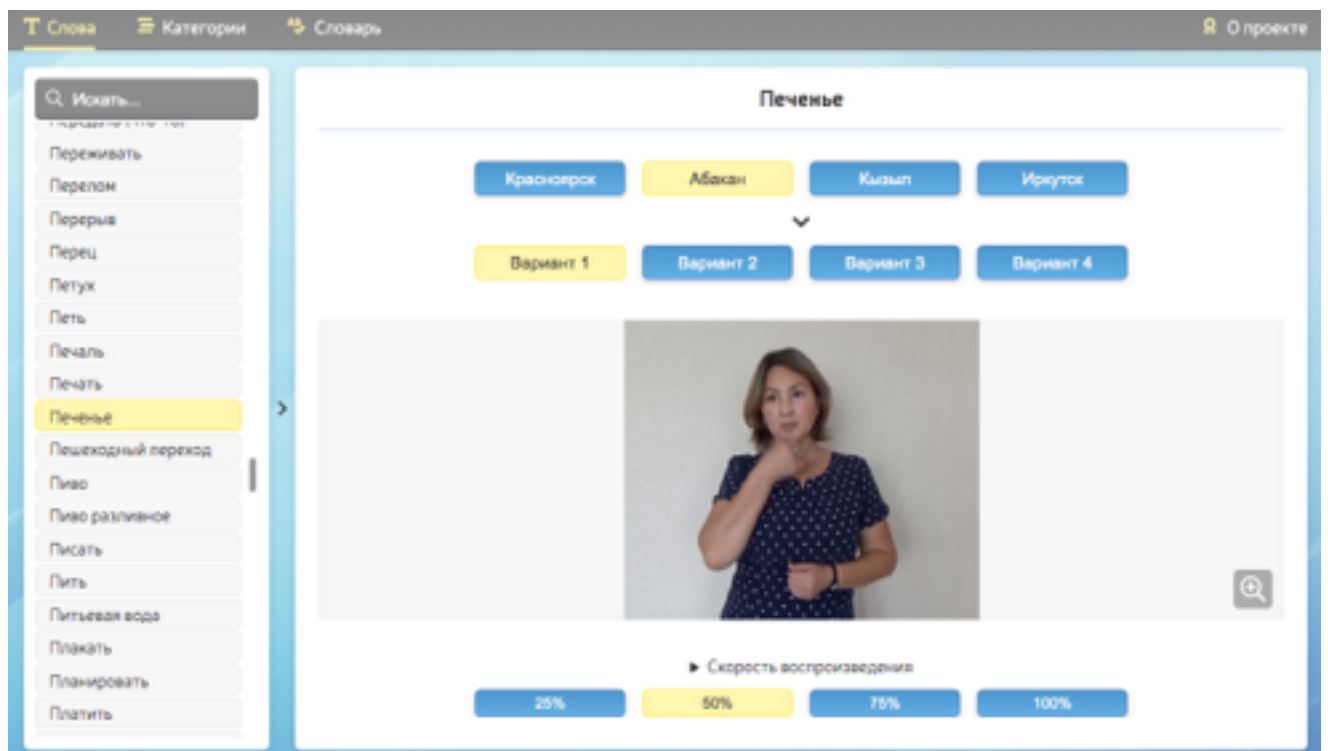 Слова Категории Словарь О проекте
Искать...
Переживать
Перелом
Перерыв
Перец
Петух
Петь
Печаль
Печать
Печенье
Пешеходный переход
Пиво
Пиво разливное
Писать
Пить
Питьевая вода
Плакать
Планировать
Платить
Печенье
Красноярск Абакан Кызыл Иркутск
Вариант 1 Вариант 2 Вариант 3 Вариант 4
Скорость воспроизведения
25% 50% 75% 100%